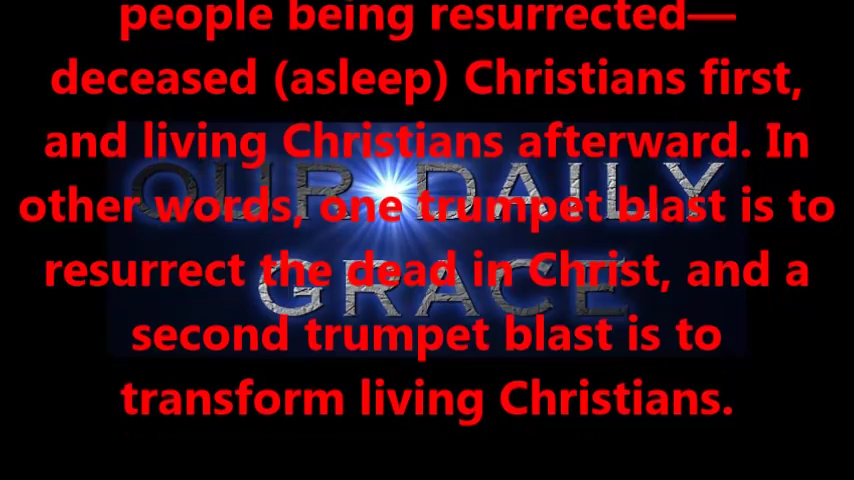 people being resurrected—
deceased (asleep) Christians first,
and living Christians afterward. In
other words, one trumpet blast is to
resurrect the dead in Christ, and a
second trumpet blast is to
transform living Christians.
OUR DAILY
GRACE